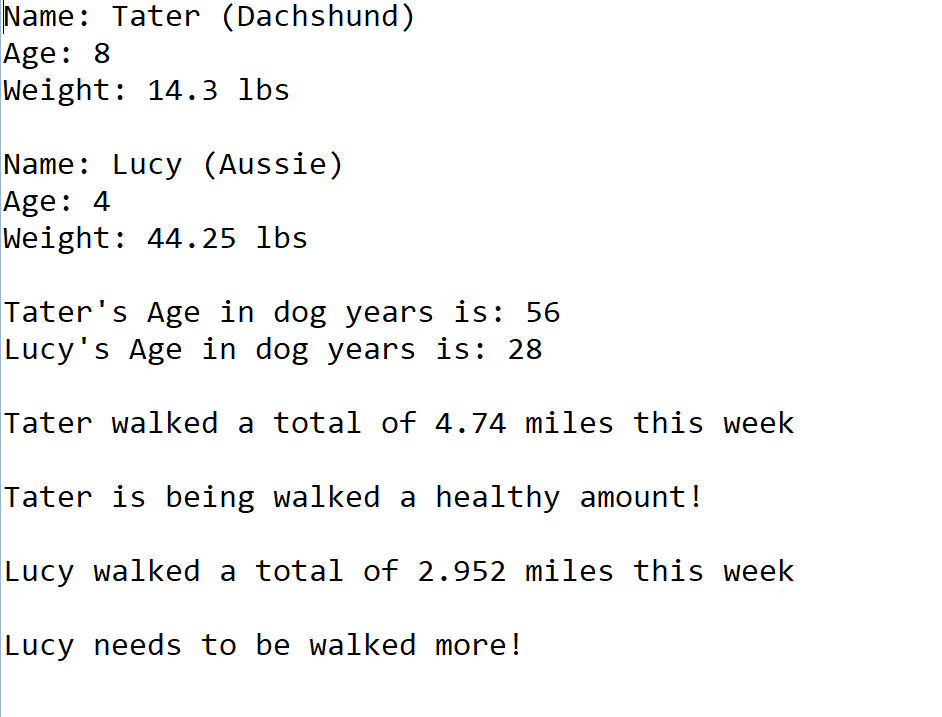 Name: Tater (Dachshund)
Age: 8
Weight: 14.3 lbs
Name: Lucy (Aussie)
Age: 4
Weight: 44.25 lbs
Tater's Age in dog years is: 56
Lucy's Age in dog years is: 28
Tater walked a total of 4.74 miles this week
Tater is being walked a healthy amount!
Lucy walked a total of 2.952 miles this week
Lucy needs to be walked more!